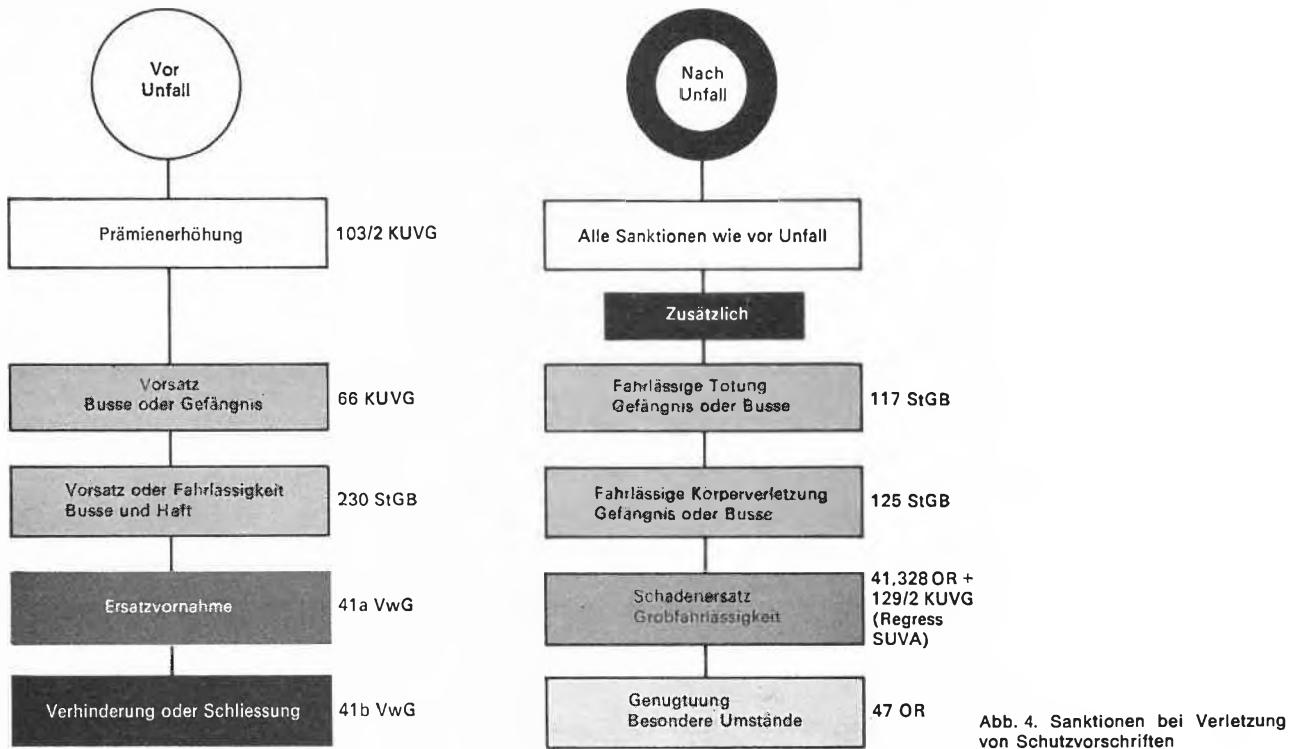 Vor
Unfall
Prämienerhöhung
103/2 KUVG
Vorsatz
Busse oder Gefängnis
66 KUVG
Vorsatz oder Fahrlassigkeit
Busse und Haft
230 StGB
Ersatzvornahme
41a VwG
Verhinderung oder Schliessung
41b VwG
Nach
Unfall
Alle Sanktionen wie vor Unfall
Zusätzlich
Fahrlässige Totung
Gefängnis oder Busse
117 StGB
Fahrlässige Körperverletzung
Gefängnis oder Busse
125 StGB
Schadenersatz
Grobfahrlässigkeit
41,328 OR +
129/2 KUVG
(Regress
SUVA)
Genugtuung
Besondere Umstände
47 OR
Abb. 4. Sanktionen bei Verletzung
von Schutzvorschriften